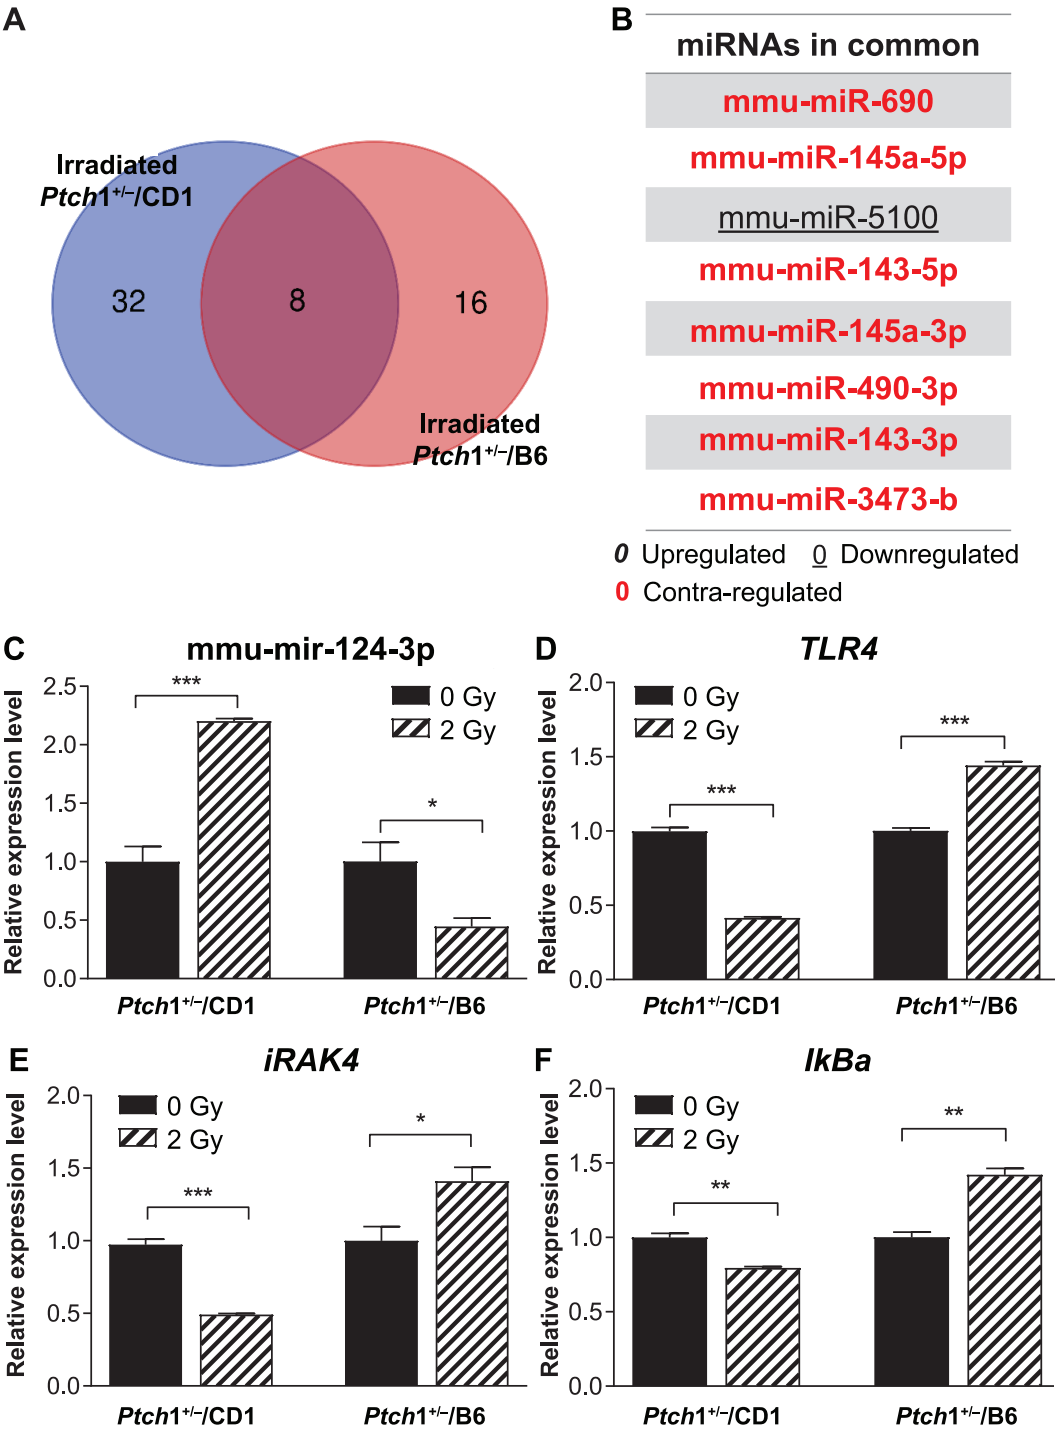 A
Irradiated
Ptch1+/–/CD1
32
8
16
Irradiated
Ptch1+/–/B6
B
miRNAs in common
mmu-miR-690
mmu-miR-145a-5p
mmu-miR-5100
mmu-miR-143-5p
mmu-miR-145a-3p
mmu-miR-490-3p
mmu-miR-143-3p
mmu-miR-3473-b
0 Upregulated 0 Downregulated
0 Contra-regulated
C
mmu-mir-124-3p
Relative expression level
2.5
2.0
1.5
1.0
0.5
0.0
***
*
0 Gy
2 Gy
Ptch1+/–/CD1
Ptch1+/–/B6
D
TLR4
Relative expression level
2.0
1.5
1.0
0.5
0.0
0 Gy
2 Gy
***
***
Ptch1+/–/CD1
Ptch1+/–/B6
E
iRAK4
Relative expression level
2.0
1.5
1.0
0.5
0.0
0 Gy
2 Gy
***
*
Ptch1+/–/CD1
Ptch1+/–/B6
F
IkBa
Relative expression level
2.0
1.5
1.0
0.5
0.0
0 Gy
2 Gy
**
**
Ptch1+/–/CD1
Ptch1+/–/B6